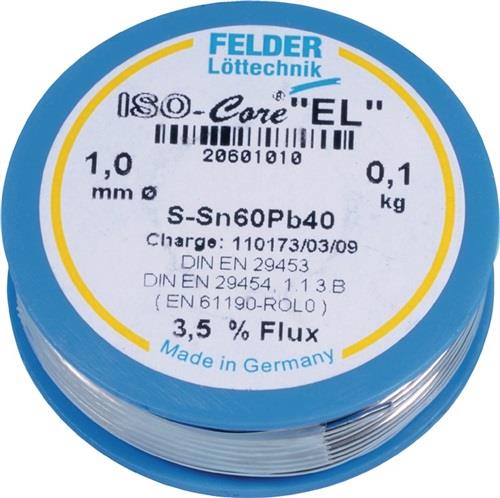 FELDER
Löttechnik
ISO-Core® "EL"
20601010
1,0
mm Ø
0,1
kg
S-Sn60Pb40
Charge: 110173/03/09
DIN EN 29453
DIN EN 29454, 1.1 3 B
( EN 61190-ROL0 )
3,5 % Flux
Made in Germany